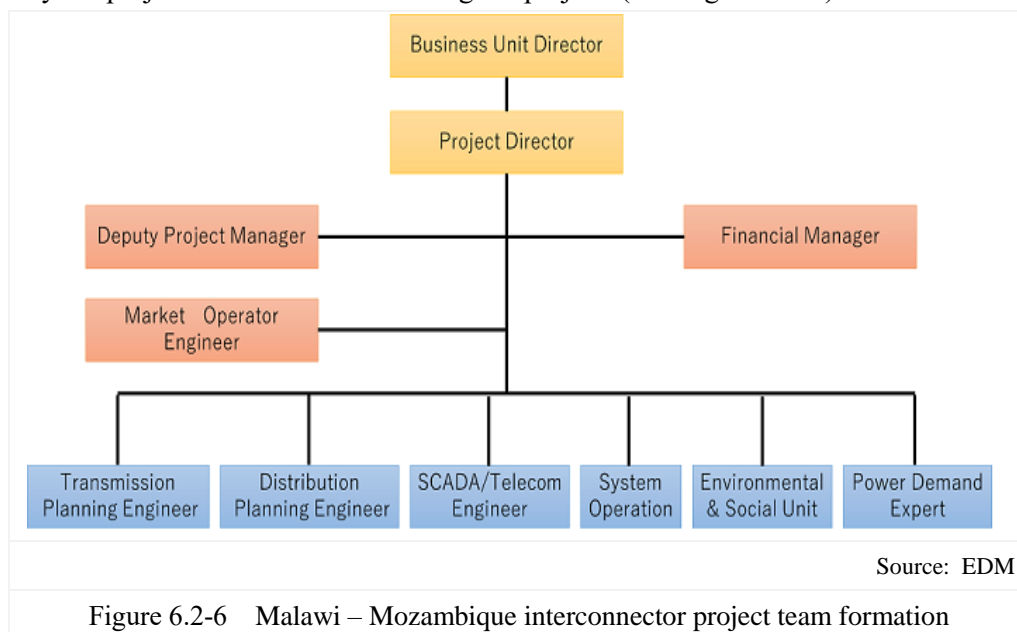 Business Unit Director
Project Director
Deputy Project Manager
Financial Manager
Market Operator
Engineer
Transmission
Planning Engineer
Distribution
Planning Engineer
SCADA/Telecom
Engineer
System
Operation
Environmental
& Social Unit
Power Demand
Expert
Source: EDM
Figure 6.2-6 Malawi – Mozambique interconnector project team formation